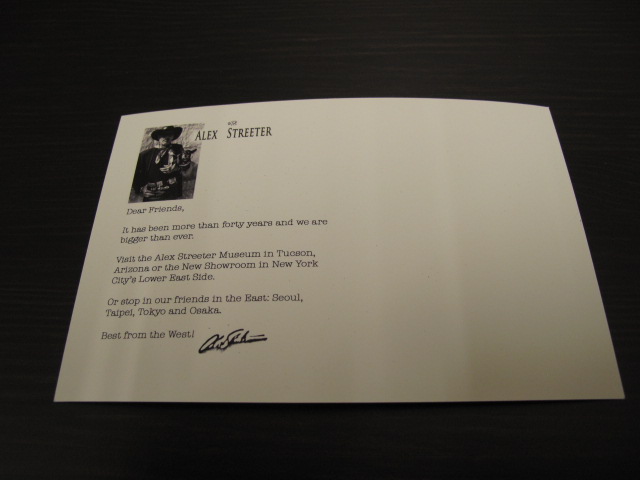 ALEX STREETER
Dear Friends,
It has been more than forty years and we are
bigger than ever.
Visit the Alex Streeter Museum in Tucson,
Arizona or the New Showroom in New York
City's Lower East Side.
Or stop in our friends in the East: Seoul,
Taipei, Tokyo and Osaka.
Best from the West!